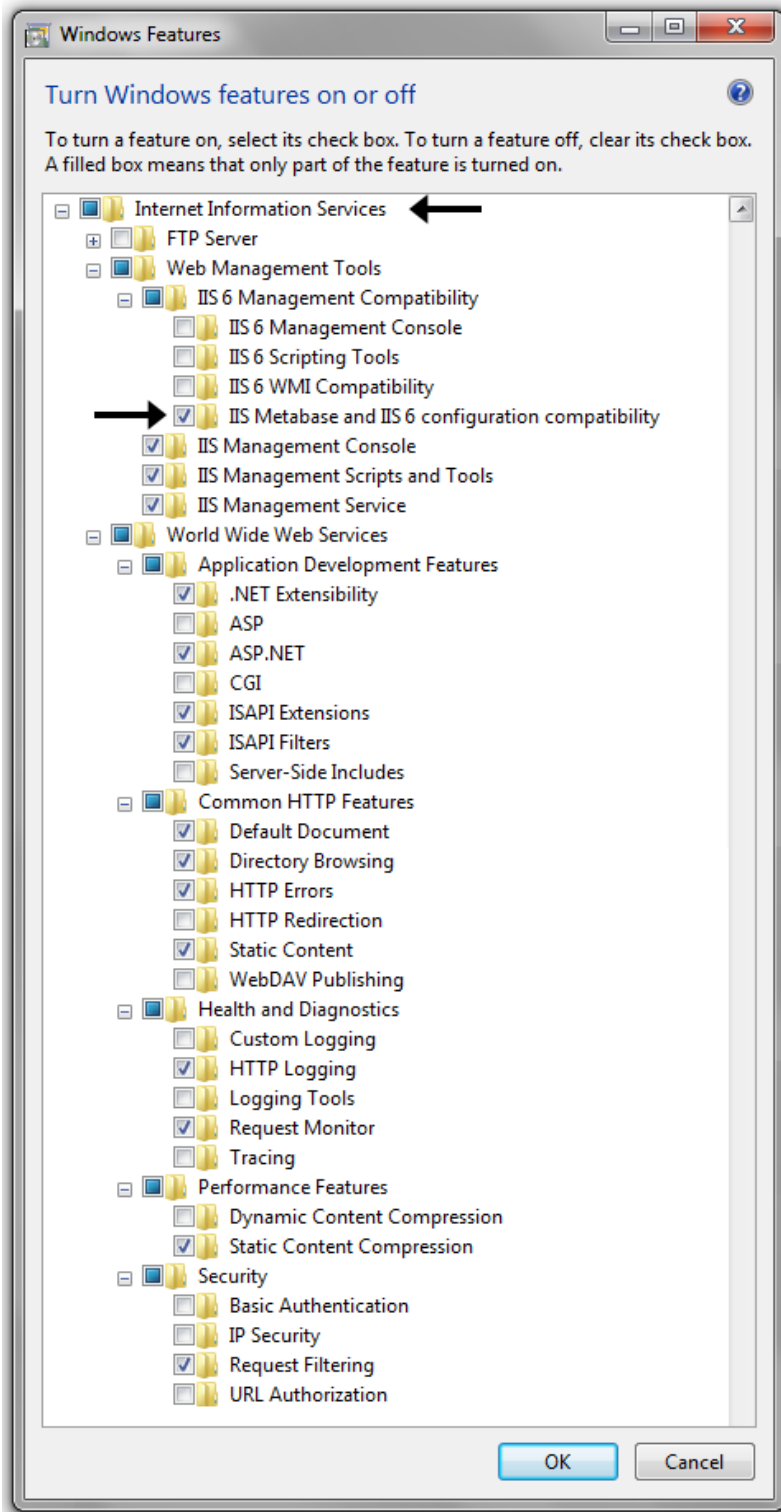 Windows Features
Turn Windows features on or off
To turn a feature on, select its check box. To turn a feature off, clear its check box.
A filled box means that only part of the feature is turned on.
Internet Information Services
FTP Server
Web Management Tools
IIS 6 Management Compatibility
IIS 6 Management Console
IIS 6 Scripting Tools
IIS 6 WMI Compatibility
IIS Metabase and IIS 6 configuration compatibility
IIS Management Console
IIS Management Scripts and Tools
IIS Management Service
World Wide Web Services
Application Development Features
.NET Extensibility
ASP
ASP.NET
CGI
ISAPI Extensions
ISAPI Filters
Server-Side Includes
Common HTTP Features
Default Document
Directory Browsing
HTTP Errors
HTTP Redirection
Static Content
WebDAV Publishing
Health and Diagnostics
Custom Logging
HTTP Logging
Logging Tools
Request Monitor
Tracing
Performance Features
Dynamic Content Compression
Static Content Compression
Security
Basic Authentication
IP Security
Request Filtering
URL Authorization
OK Cancel